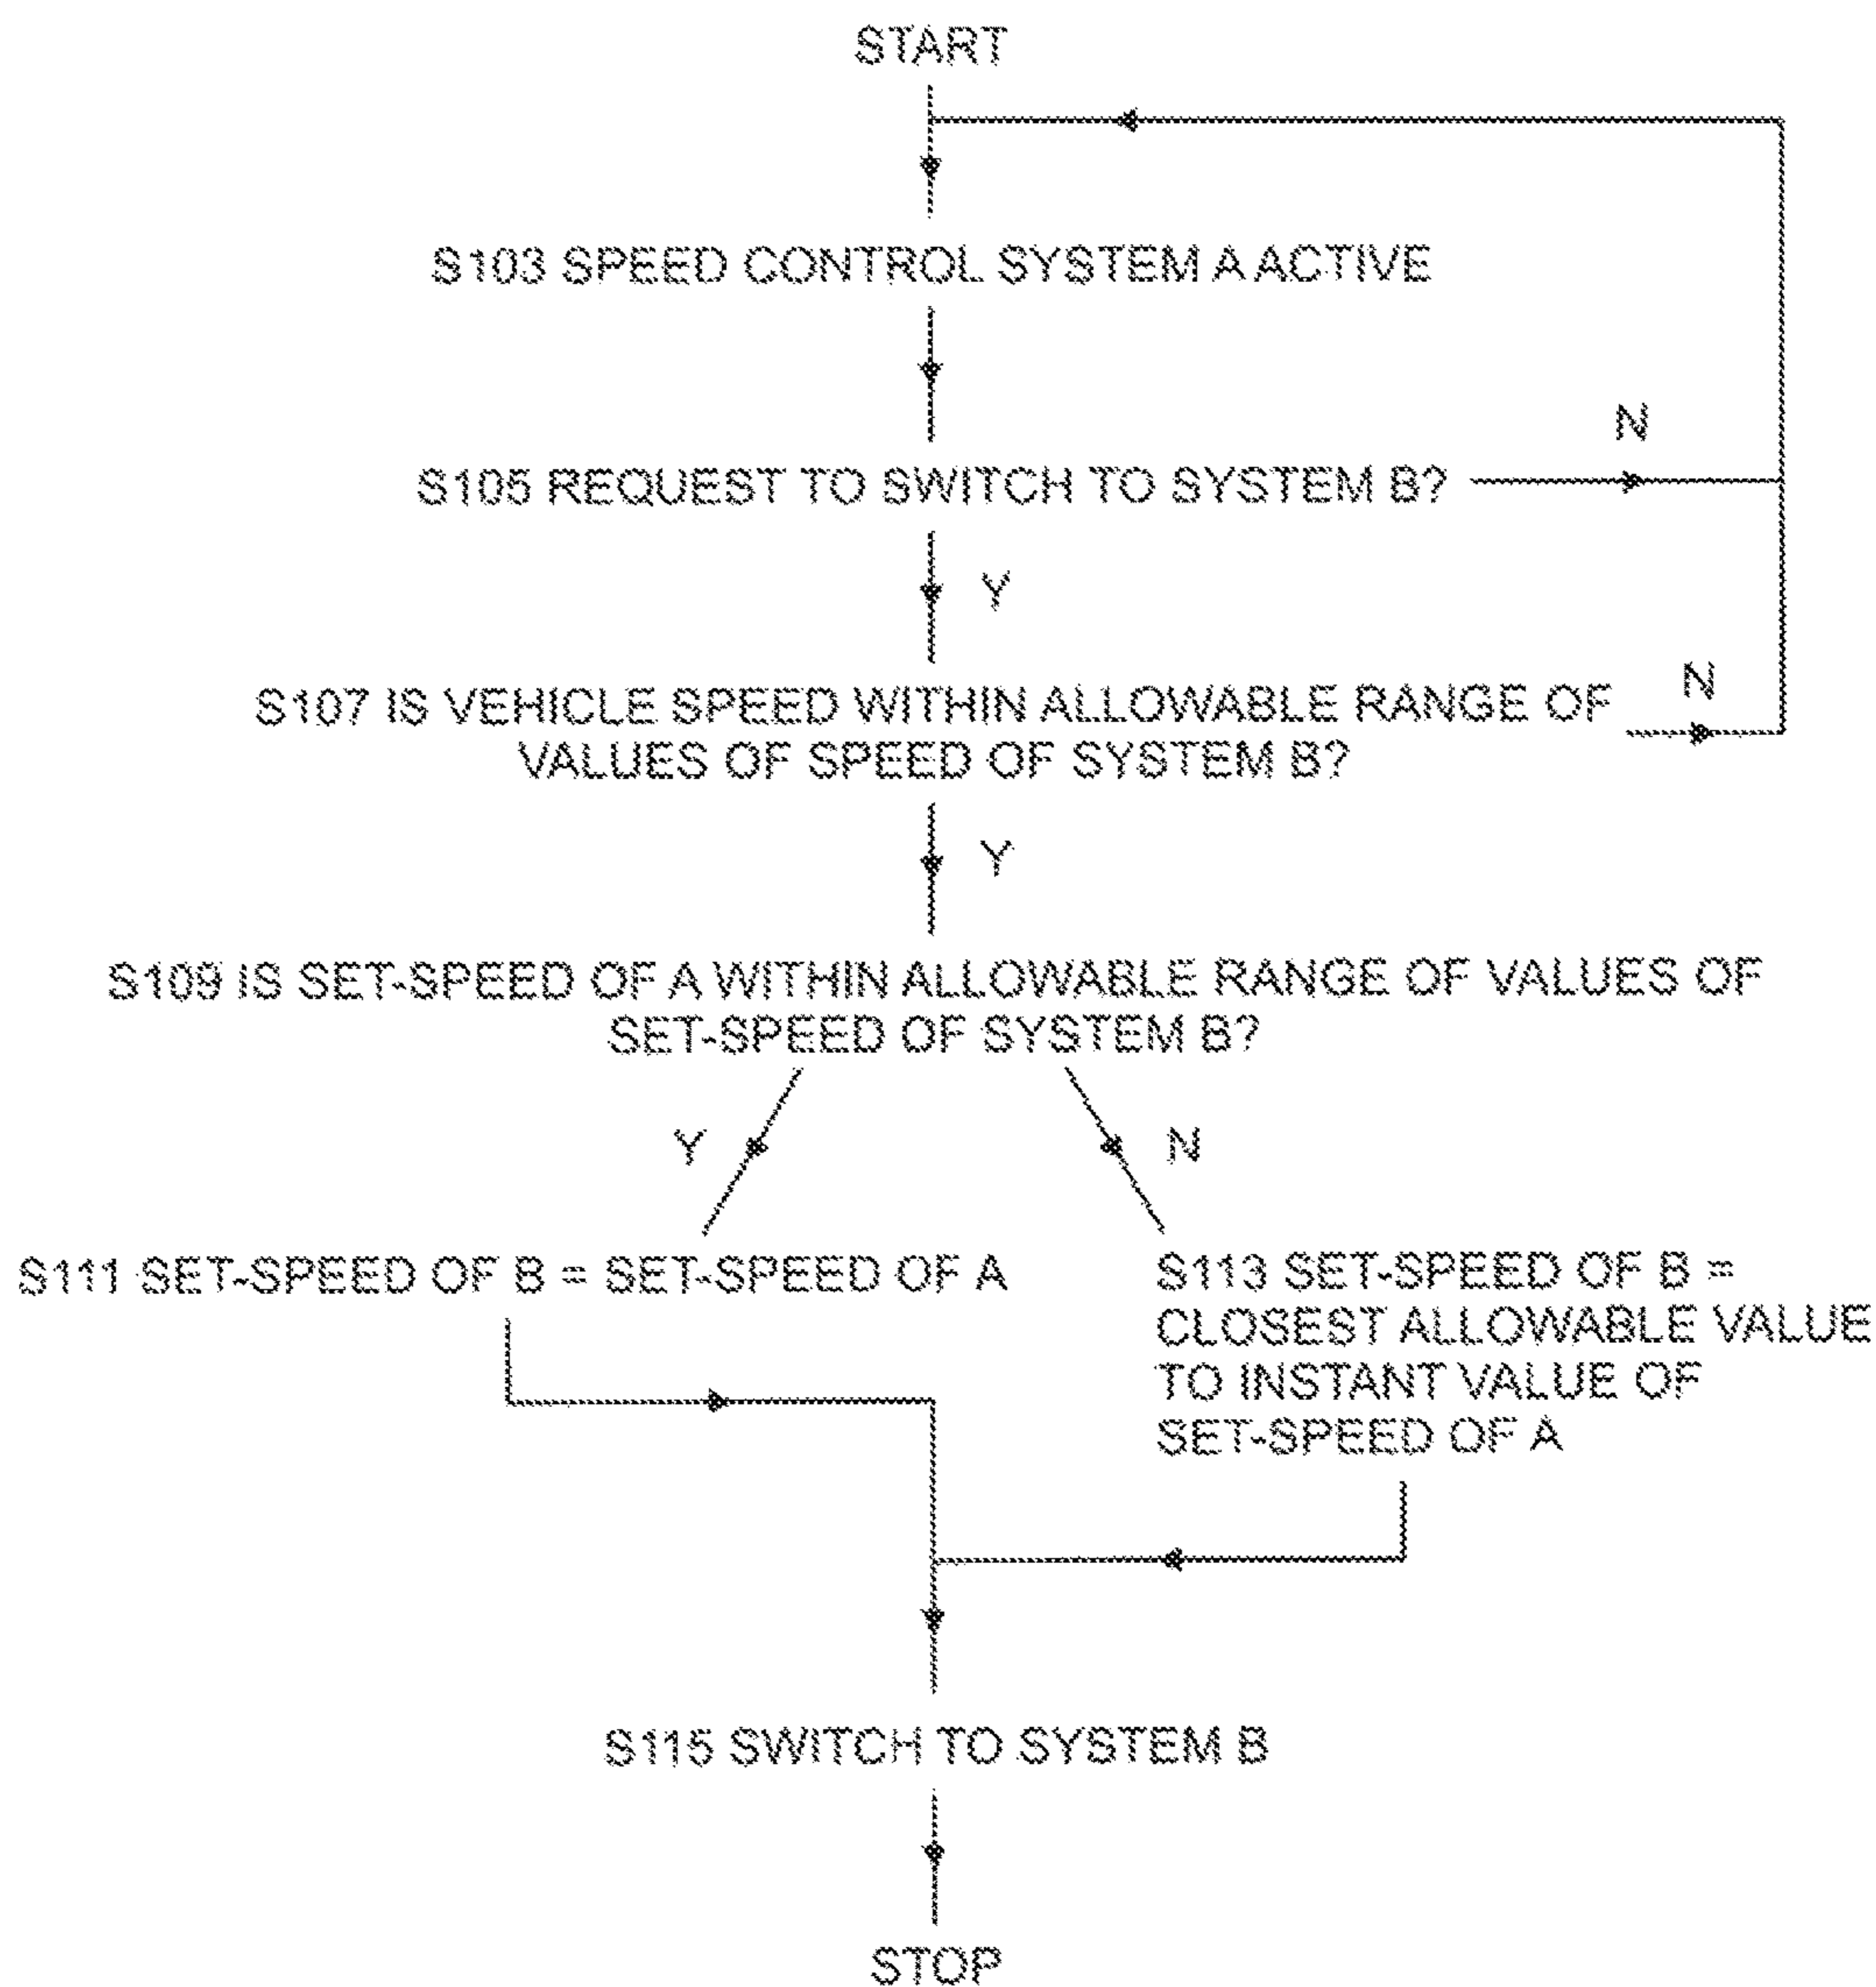 START
S103 SPEED CONTROL SYSTEM A ACTIVE
N
S105 REQUEST TO SWITCH TO SYSTEM B?
Y
N
S107 IS VEHICLE SPEED WITHIN ALLOWABLE RANGE OF
VALUES OF SPEED OF SYSTEM B?
Y
S109 IS SET-SPEED OF A WITHIN ALLOWABLE RANGE OF VALUES OF
SET-SPEED OF SYSTEM B?
Y
N
S111 SET-SPEED OF B = SET-SPEED OF A
S113 SET-SPEED OF B =
CLOSEST ALLOWABLE VALUE
TO INSTANT VALUE OF
SET-SPEED OF A
S115 SWITCH TO SYSTEM B
STOP